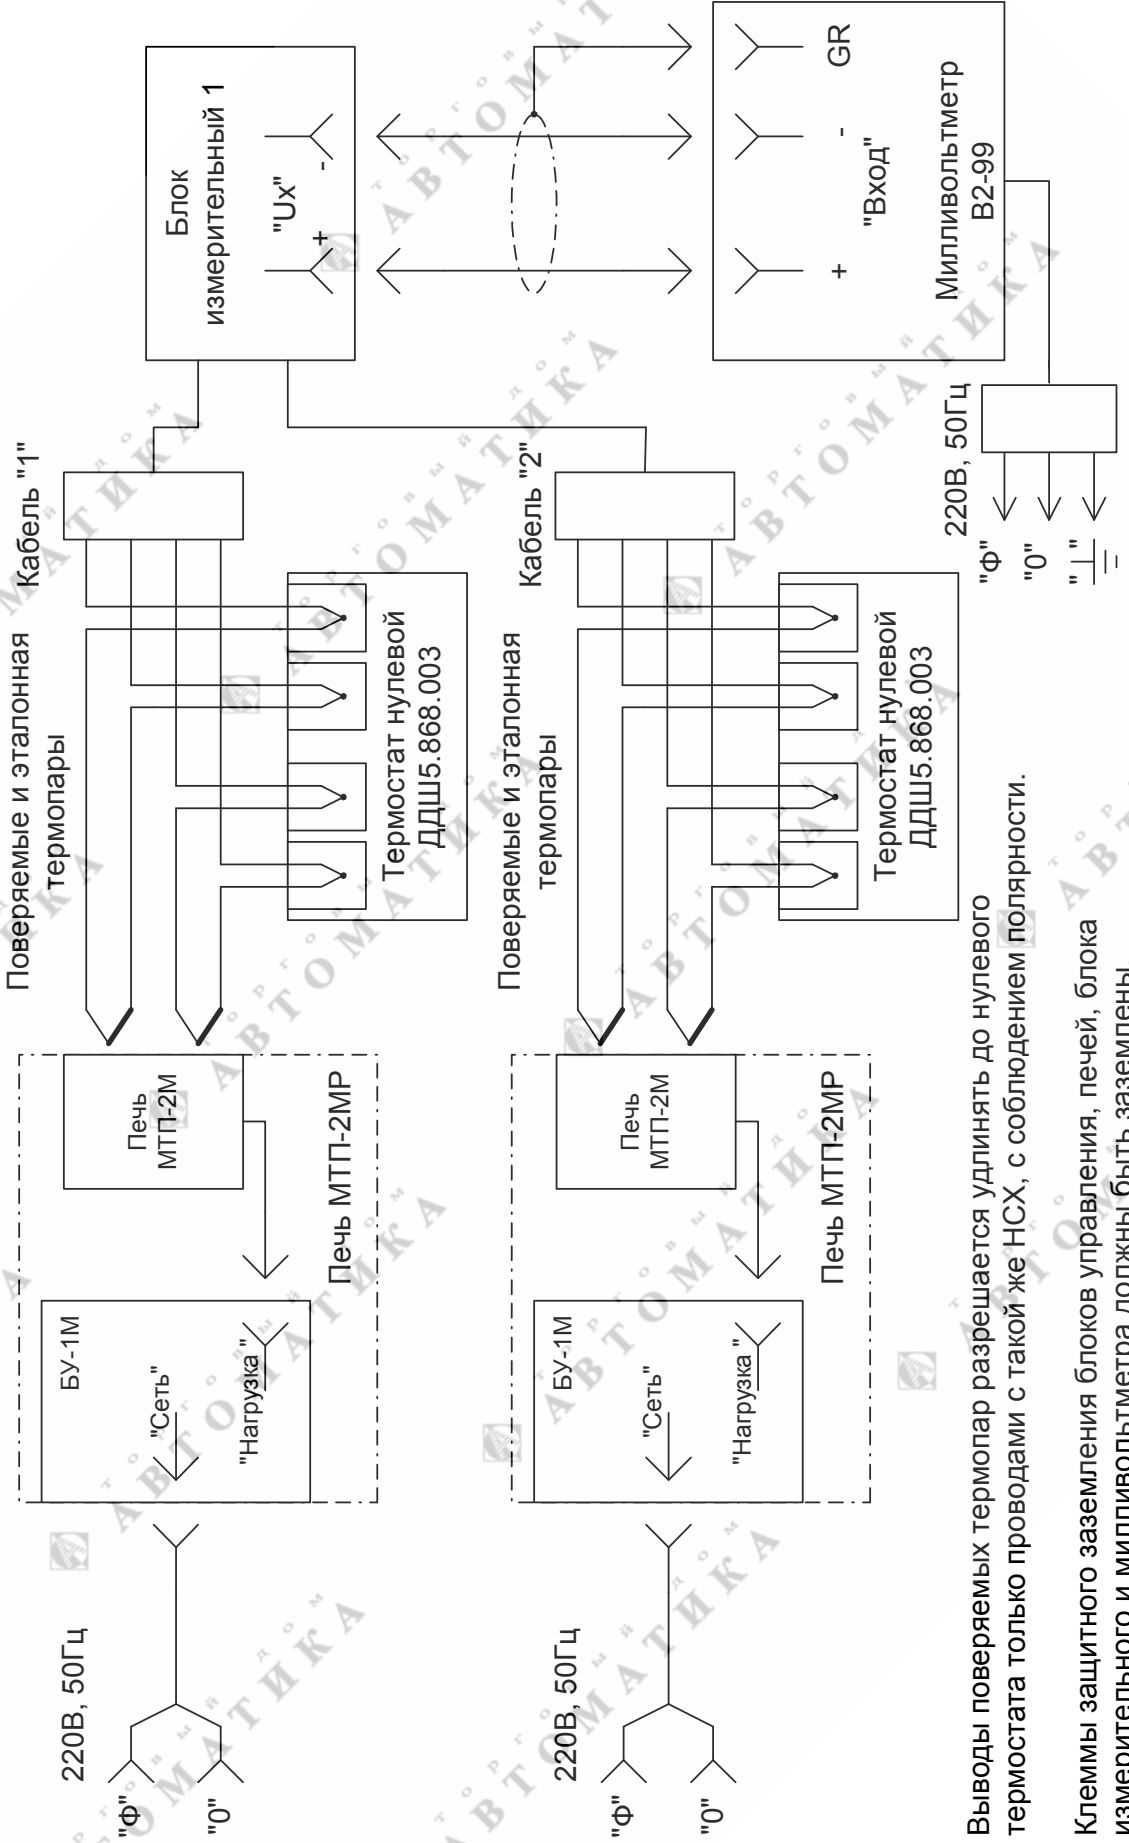 220В, 50Гц
"Ф"
"0"
БУ-1М
"Сеть"
"Нагрузка"
Печь
МТП-2М
Печь МТП-2МР
Поверяемые и эталонная
термопары
Кабель "1"
Термостат нулевой
ДДШ5.868.003
Блок
измерительный 1
"Ux"
+
-
220В, 50Гц
"Ф"
"0"
БУ-1М
"Сеть"
"Нагрузка"
Печь
МТП-2М
Печь МТП-2МР
Поверяемые и эталонная
термопары
Кабель "2"
Термостат нулевой
ДДШ5.868.003
+
-
GR
"Вход"
Милливольтметр
В2-99
220В, 50Гц
"Ф"
"0"
Выводы поверяемых термопар разрешается удлинять до нулевого
термостата только проводами с такой же НСХ, с соблюдением полярности.
Клеммы защитного заземления блоков управления, печей, блока
измерительного и милливольтметра должны быть заземлены.
торговый дом
АВТОМАТИКА